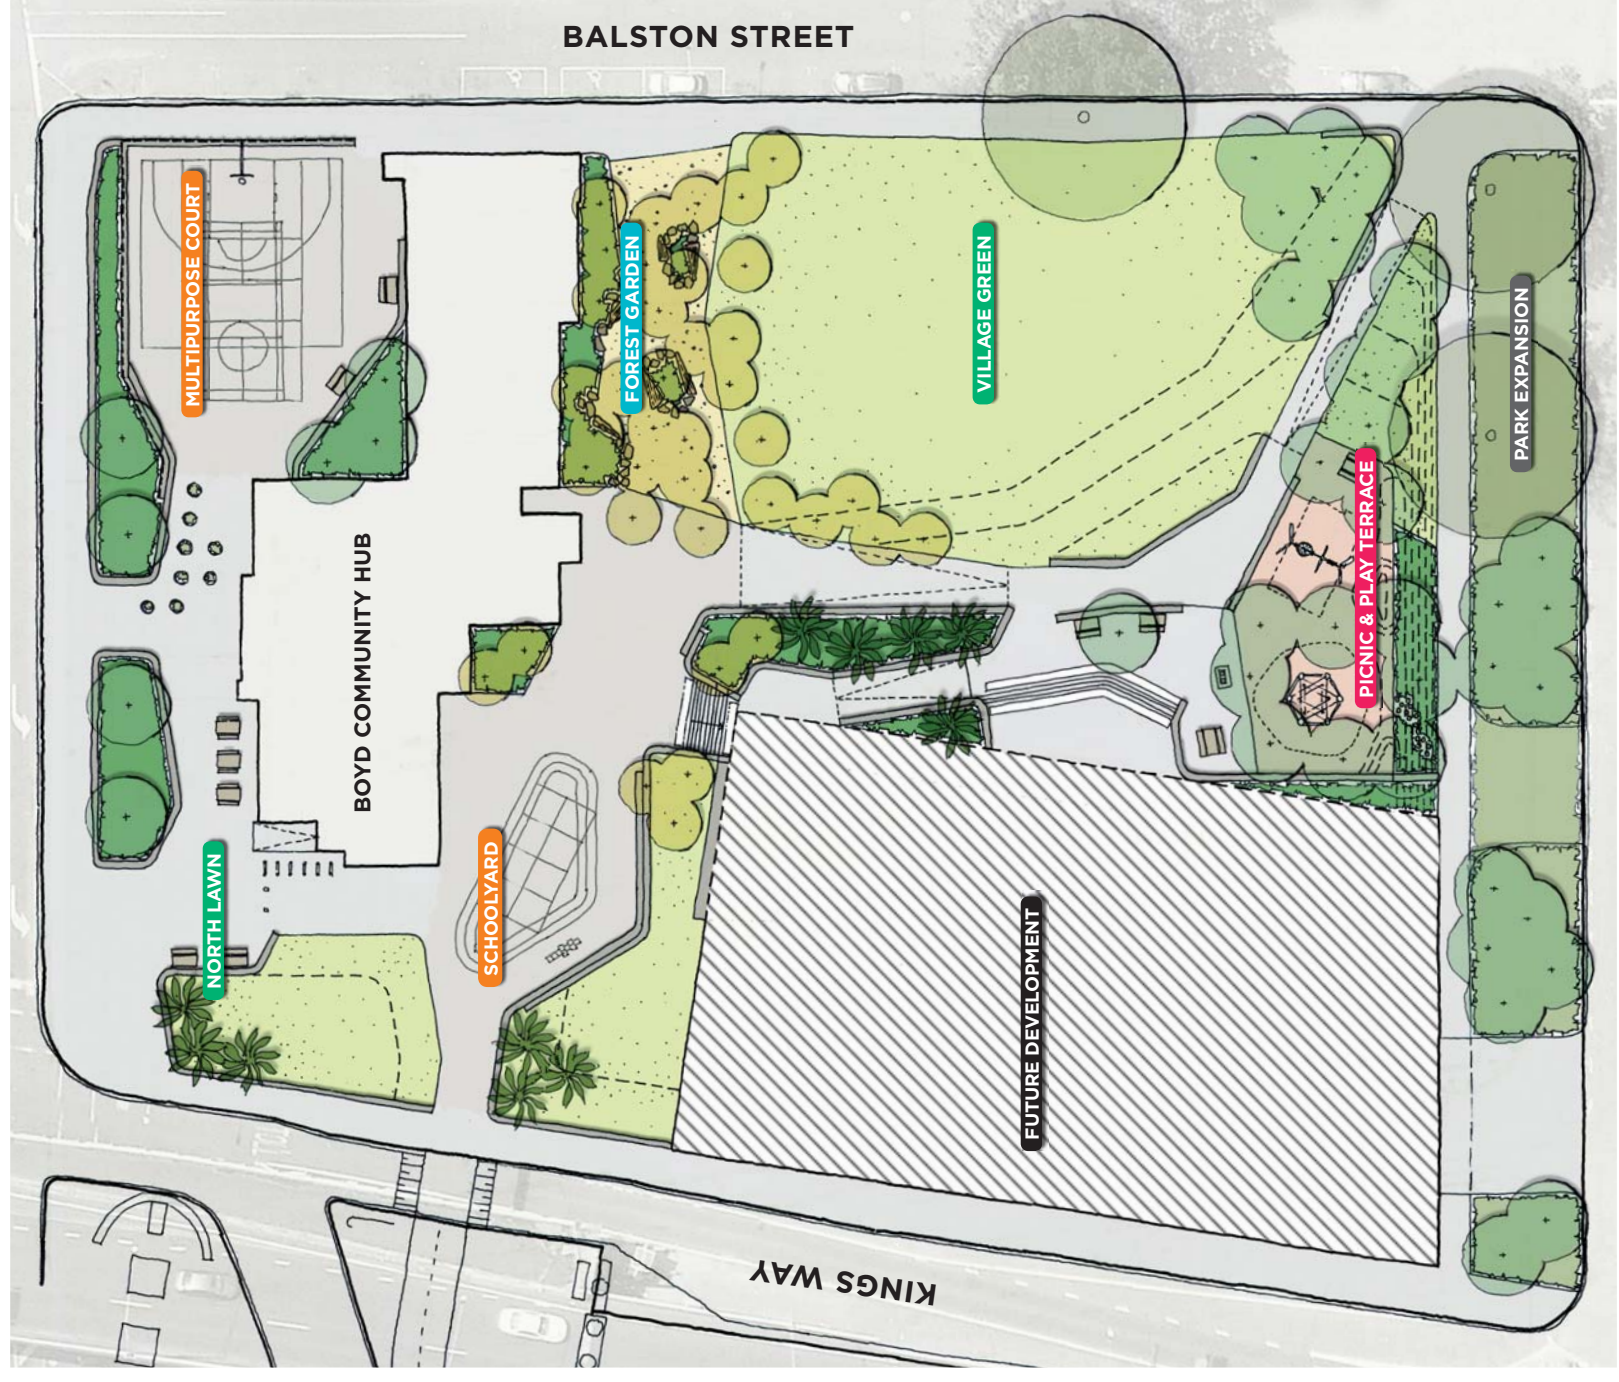 BALSTON STREET
MULTIPURPOSE COURT
FOREST GARDEN
VILLAGE GREEN
PARK EXPANSION
PICNIC & PLAY TERRACE
BOYD COMMUNITY HUB
NORTH LAWN
SCHOOLYARD
FUTURE DEVELOPMENT
KINGS WAY